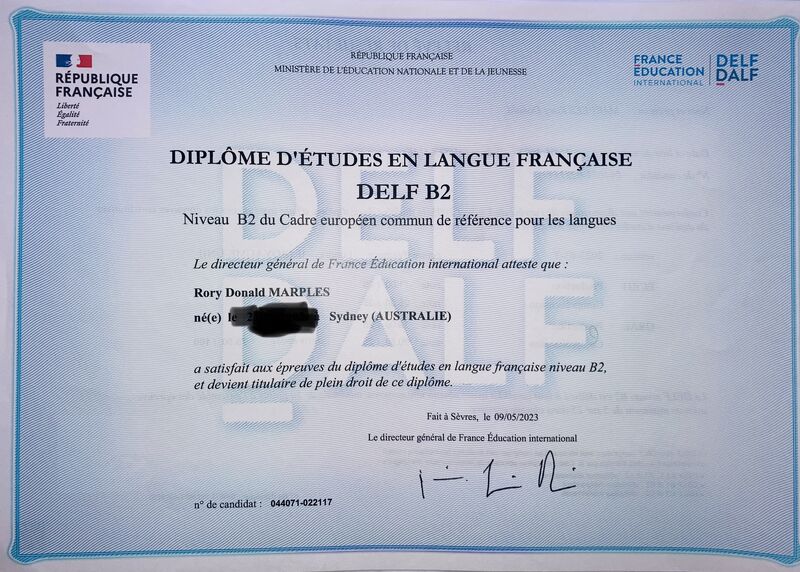 RÉPUBLIQUE
FRANÇAISE
Liberté
Égalité
Fraternité
RÉPUBLIQUE FRANÇAISE
MINISTÈRE DE L'ÉDUCATION NATIONALE ET DE LA JEUNESSE
FRANCE
ÉDUCATION
INTERNATIONAL
DELF
DALF
DIPLÔME D'ÉTUDES EN LANGUE FRANÇAISE
DELF B2
Niveau B2 du Cadre européen commun de référence pour les langues
Le directeur général de France Éducation international atteste que :
Rory Donald MARPLES
né(e) le Sydney (AUSTRALIE)
DELF
DALF
a satisfait aux épreuves du diplôme d'études en langue française niveau B2,
et devient titulaire de plein droit de ce diplôme.
Fait à Sèvres, le 09/05/2023
Le directeur général de France Éducation international
n° de candidat : 044071-022117